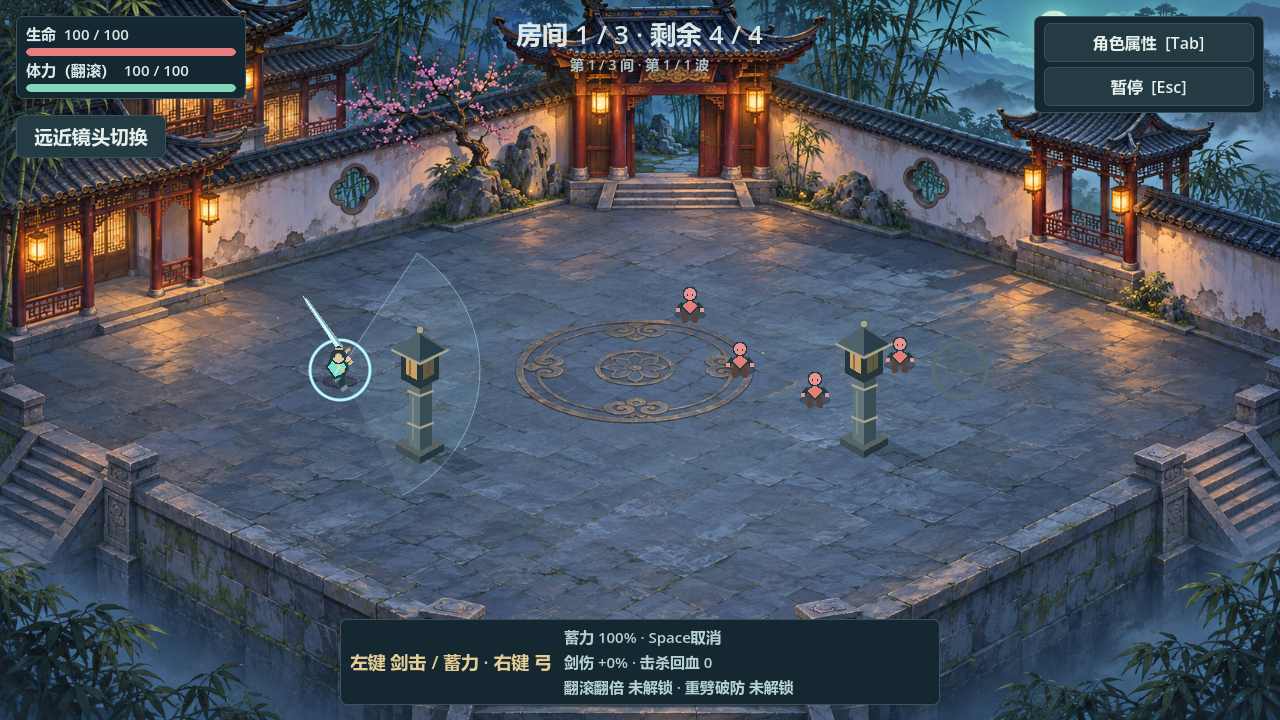 生命 100 / 100
体力 (翻滚) 100 / 100
远近镜头切换
房间 1 / 3 · 剩余 4 / 4
第 1 / 3 间 · 第 1 / 1 波
角色属性 [Tab]
暂停 [Esc]
左键 剑击 / 蓄力 · 右键 弓
蓄力 100% · Space取消
剑伤 +0% · 击杀回血 0
翻滚翻倍 未解锁 · 重劈破防 未解锁